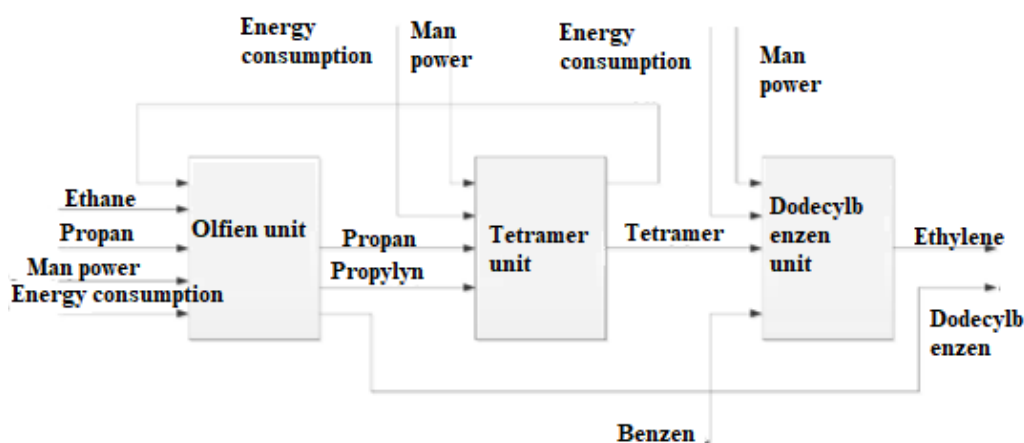 Energy
consumption
Man
power
Energy
consumption
Man
power
Ethane
Propan
Man power
Energy consumption
Olfien unit
Propan
Propylyn
Tetramer
unit
Tetramer
Dodecylb
enzen
unit
Ethylene
Dodecylb
enzen
Benzen